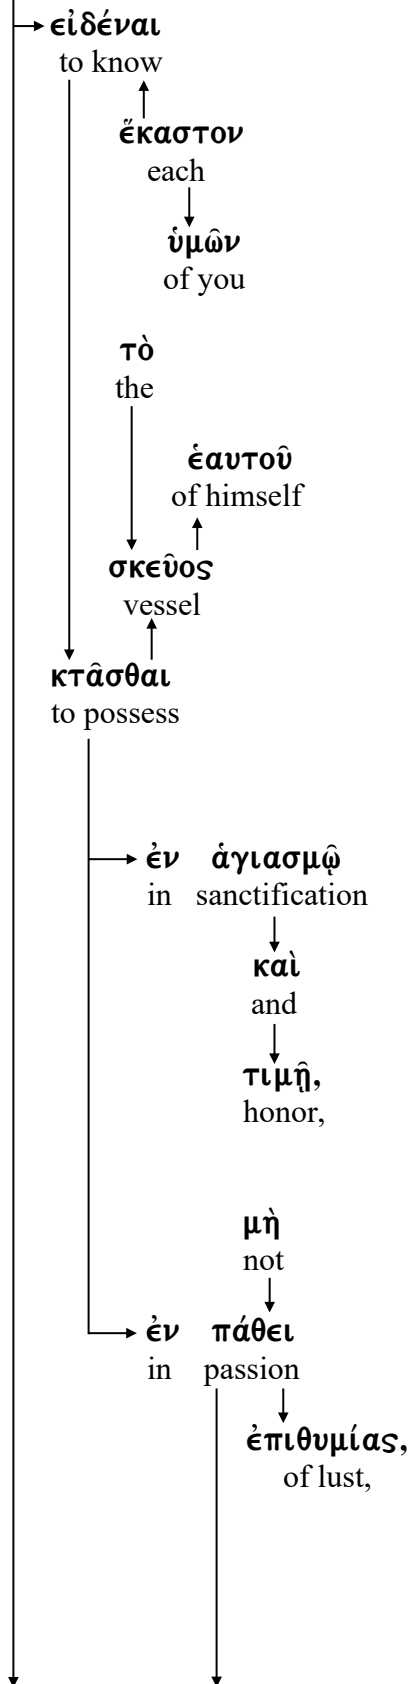 εἰδέναι
to know
ἕκαστον
each
ὑμῶν
of you
τὸ
the
ἑαυτοῦ
of himself
σκεῦος
vessel
κτᾶσθαι
to possess
ἐν ἁγιασμῷ
in sanctification
καὶ
and
τιμῇ,
honor,
μὴ
not
ἐν πάθει
in passion
ἐπιθυμίας,
of lust,